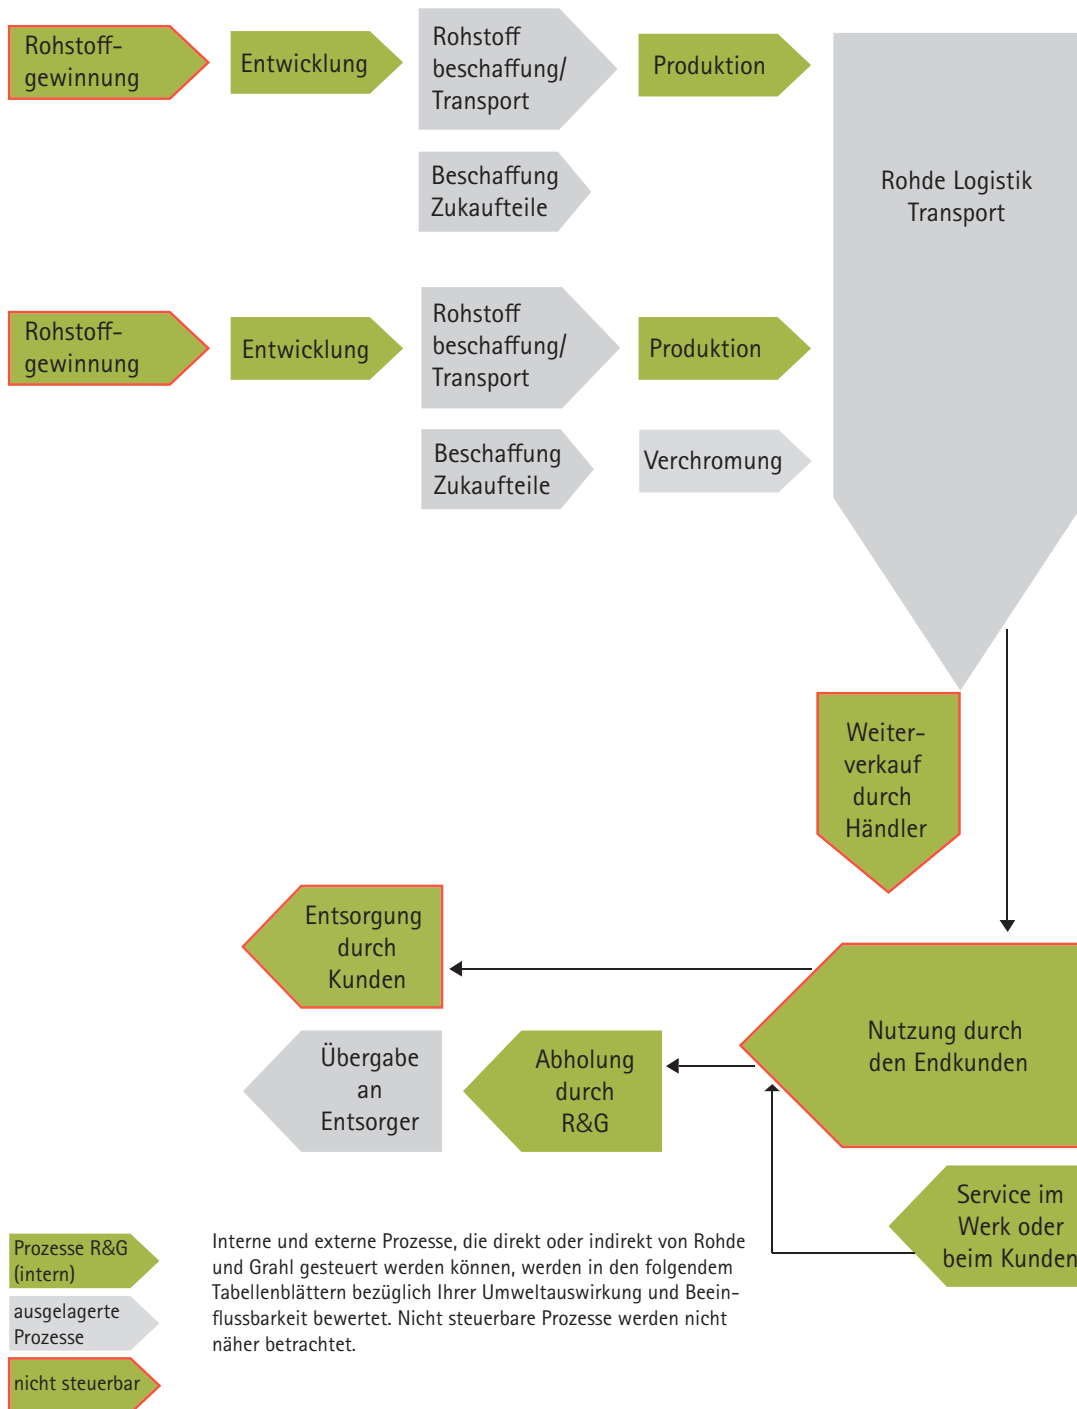 Rohstoff-
gewinnung
Entwicklung
Rohstoff
beschaffung/
Transport
Produktion
Beschaffung
Zukaufteile
Rohde Logistik
Transport
Rohstoff-
gewinnung
Entwicklung
Rohstoff
beschaffung/
Transport
Produktion
Beschaffung
Zukaufteile
Verchromung
Weiter-
verkauf
durch
Händler
Entsorgung
durch
Kunden
Nutzung durch
den Endkunden
Übergabe
an
Entsorger
Abholung
durch
R&G
Service im
Werk oder
beim Kunden
Prozesse R&G
(intern)
ausgelagerte
Prozesse
nicht steuerbar
Interne und externe Prozesse, die direkt oder indirekt von Rohde
und Grahl gesteuert werden können, werden in den folgendem
Tabellenblättern bezüglich Ihrer Umweltauswirkung und Beein-
flussbarkeit bewertet. Nicht steuerbare Prozesse werden nicht
näher betrachtet.